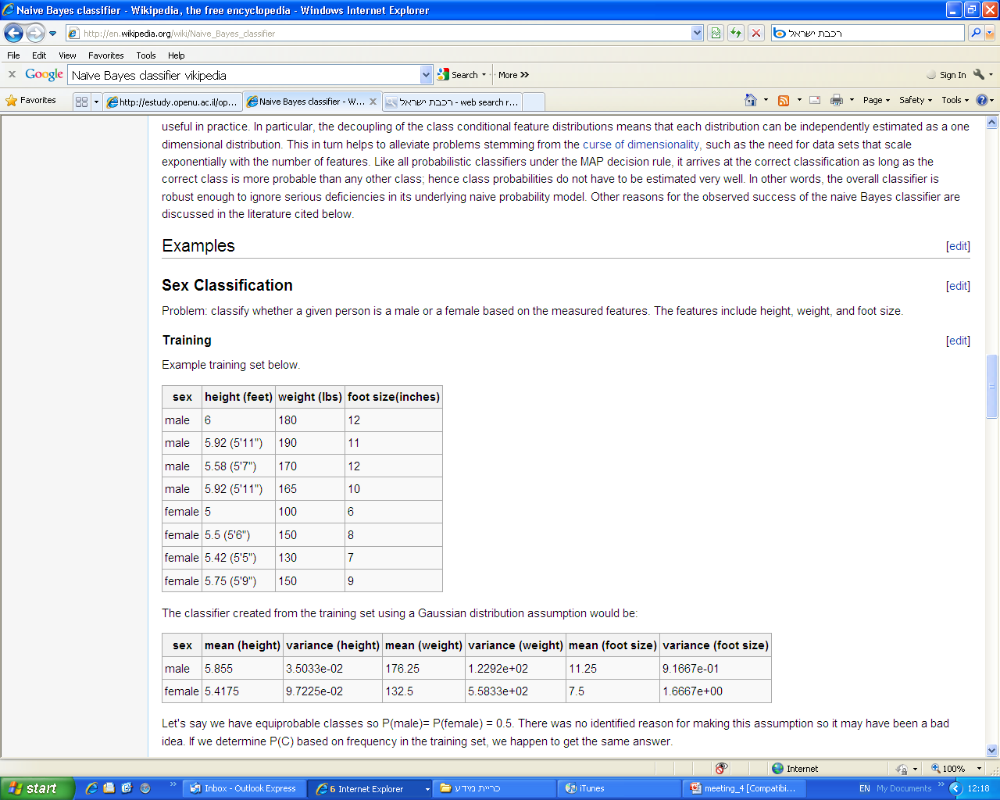 Naive Bayes classifier - Wikipedia, the free encyclopedia - Windows Internet Explorer
http://en.wikipedia.org/wiki/Naive_Bayes_classifier
רכבת ישראל
File Edit View Favorites Tools Help
x Google Naïve Bayes classifier vikipedia Search More >> Sign In
Favorites http://estudy.openu.ac.il/op... Naive Bayes classifier - W... x רכבת ישראל - web search r... Page Safety Tools
useful in practice. In particular, the decoupling of the class conditional feature distributions means that each distribution can be independently estimated as a one
dimensional distribution. This in turn helps to alleviate problems stemming from the curse of dimensionality, such as the need for data sets that scale
exponentially with the number of features. Like all probabilistic classifiers under the MAP decision rule, it arrives at the correct classification as long as the
correct class is more probable than any other class; hence class probabilities do not have to be estimated very well. In other words, the overall classifier is
robust enough to ignore serious deficiencies in its underlying naive probability model. Other reasons for the observed success of the naive Bayes classifier are
discussed in the literature cited below.
Examples [edit]
Sex Classification [edit]
Problem: classify whether a given person is a male or a female based on the measured features. The features include height, weight, and foot size.
Training [edit]
Example training set below.
sex height (feet) weight (lbs) foot size(inches)
male 6 180 12
male 5.92 (5'11") 190 11
male 5.58 (5'7") 170 12
male 5.92 (5'11") 165 10
female 5 100 6
female 5.5 (5'6") 150 8
female 5.42 (5'5") 130 7
female 5.75 (5'9") 150 9
The classifier created from the training set using a Gaussian distribution assumption would be:
sex mean (height) variance (height) mean (weight) variance (weight) mean (foot size) variance (foot size)
male 5.855 3.5033e-02 176.25 1.2292e+02 11.25 9.1667e-01
female 5.4175 9.7225e-02 132.5 5.5833e+02 7.5 1.6667e+00
Let's say we have equiprobable classes so P(male)= P(female) = 0.5. There was no identified reason for making this assumption so it may have been a bad
idea. If we determine P(C) based on frequency in the training set, we happen to get the same answer.
Internet 100%
start >> Inbox - Outlook Express 6 Internet Explorer כריית מידע iTunes meeting_4 [Compatibi... EN My Documents >> 12:18